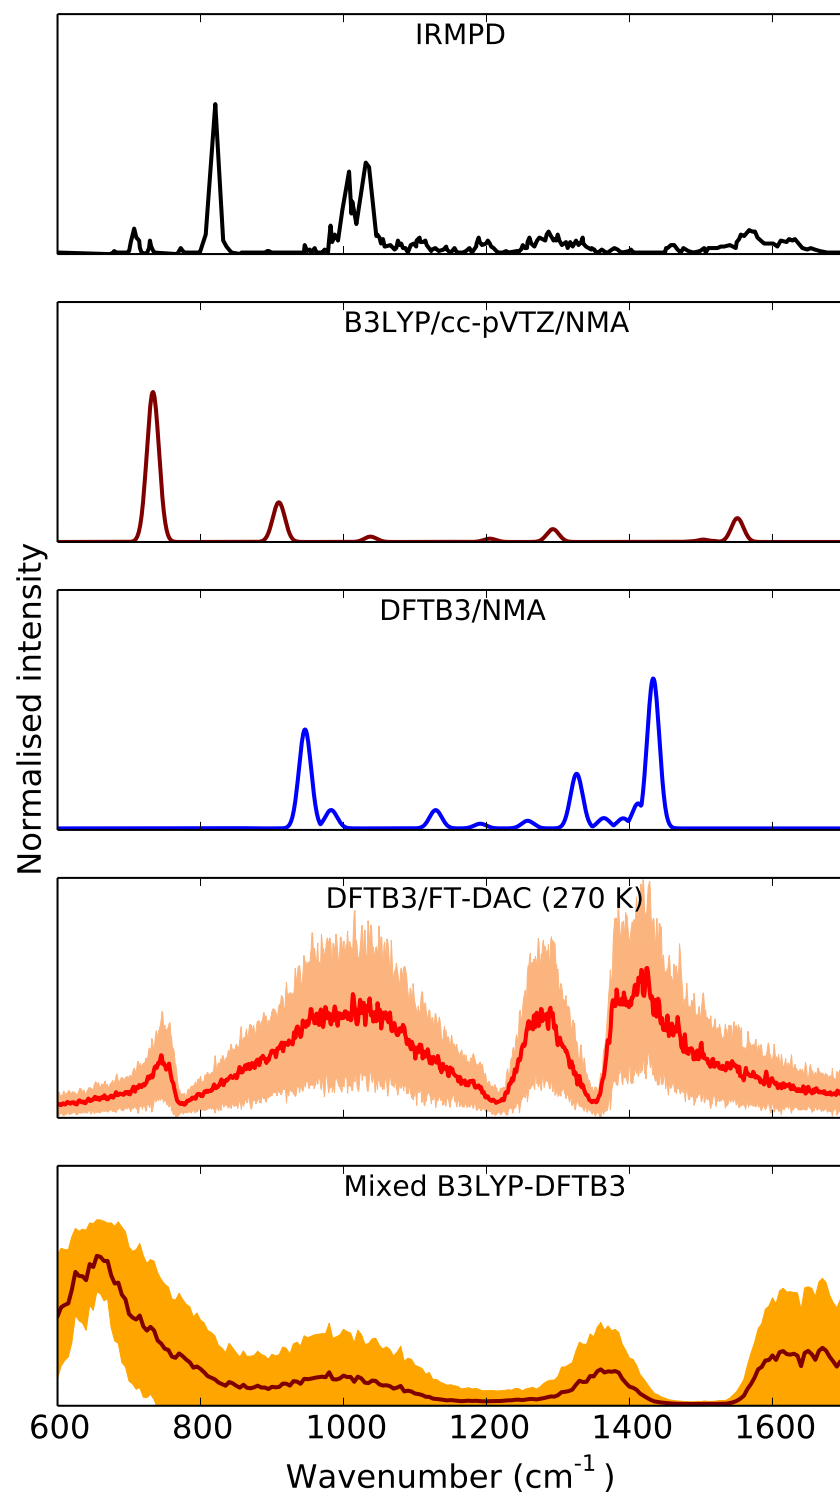 IRMPD
B3LYP/cc-pVTZ/NMA
DFTB3/NMA
Normalised intensity
DFTB3/FT-DAC (270 K)
Mixed B3LYP-DFTB3
600 800 1000 1200 1400 1600
Wavenumber (cm⁻¹)